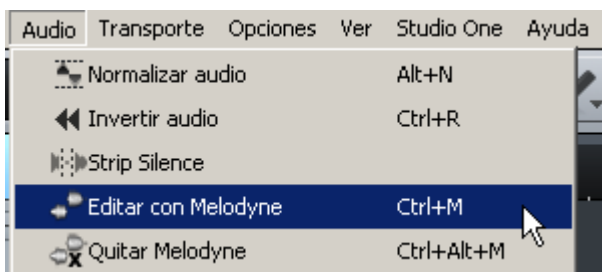 Audio Transporte Opciones Ver Studio One Ayuda
Normalizar audio Alt+N
Invertir audio Ctrl+R
Strip Silence
Editar con Melodyne Ctrl+M
Quitar Melodyne Ctrl+Alt+M